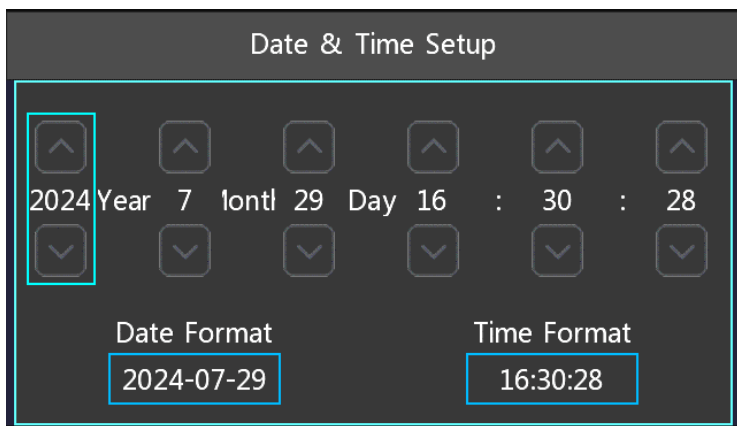 Date & Time Setup
2024 Year 7 Month 29 Day 16 : 30 : 28
Date Format Time Format
2024-07-29 16:30:28